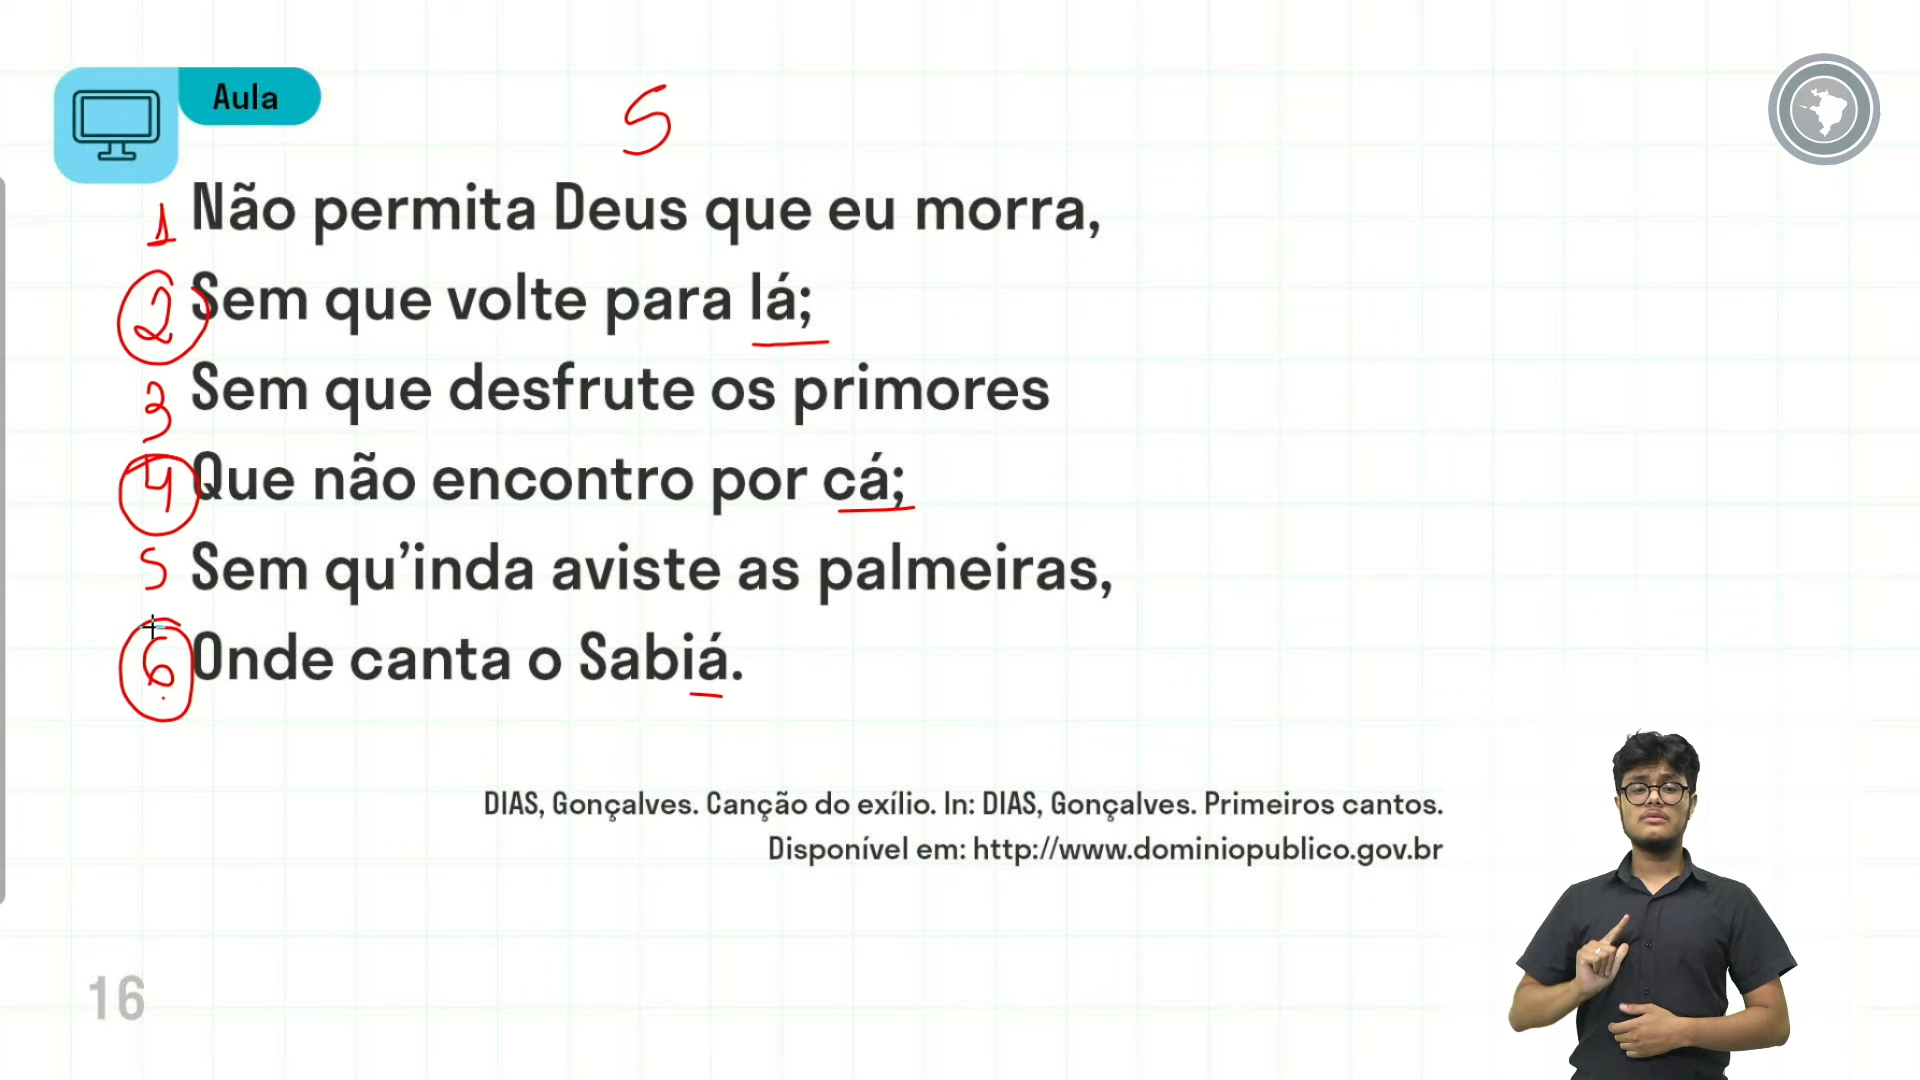 Aula
5
1 Não permita Deus que eu morra,
2 Sem que volte para lá;
3 Sem que desfrute os primores
4 Que não encontro por cá;
5 Sem qu’inda aviste as palmeiras,
6 Onde canta o Sabiá.
DIAS, Gonçalves. Canção do exílio. In: DIAS, Gonçalves. Primeiros cantos.
Disponível em: http://www.dominiopublico.gov.br
16